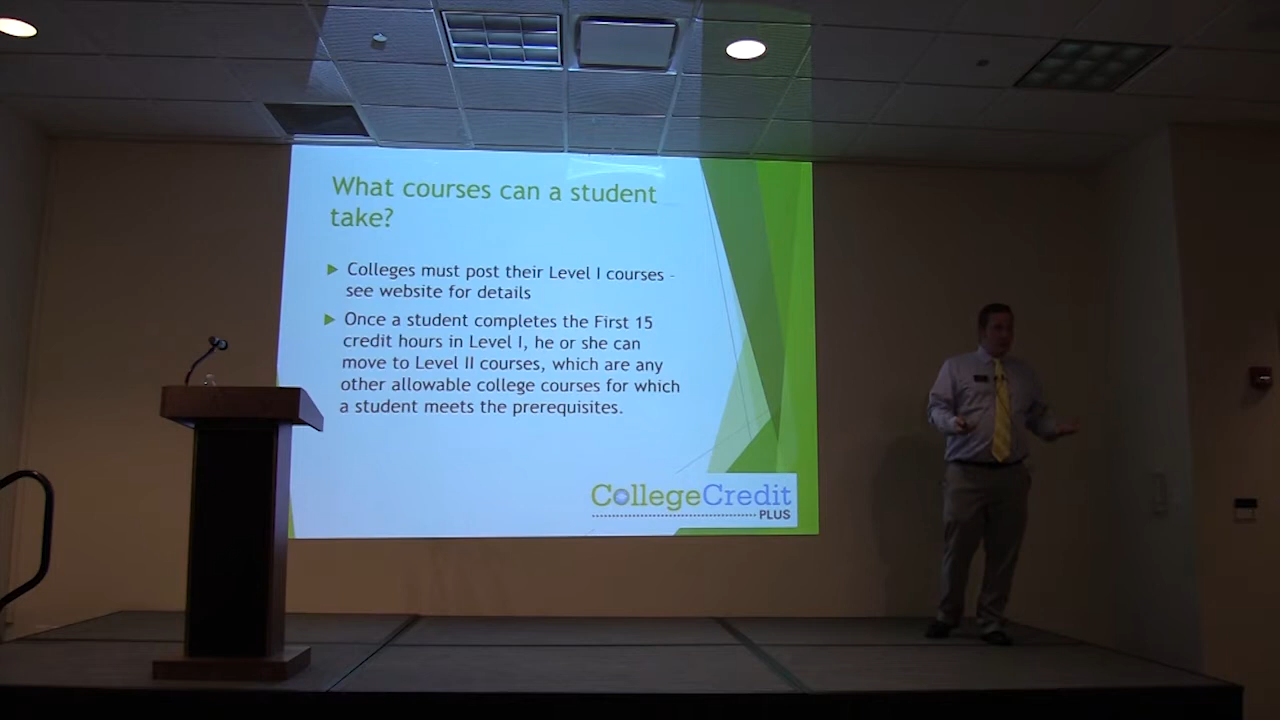 What courses can a student
take?
Colleges must post their Level I courses –
see website for details
Once a student completes the First 15
credit hours in Level I, he or she can
move to Level II courses, which are any
other allowable college courses for which
a student meets the prerequisites.
CollegeCredit
PLUS